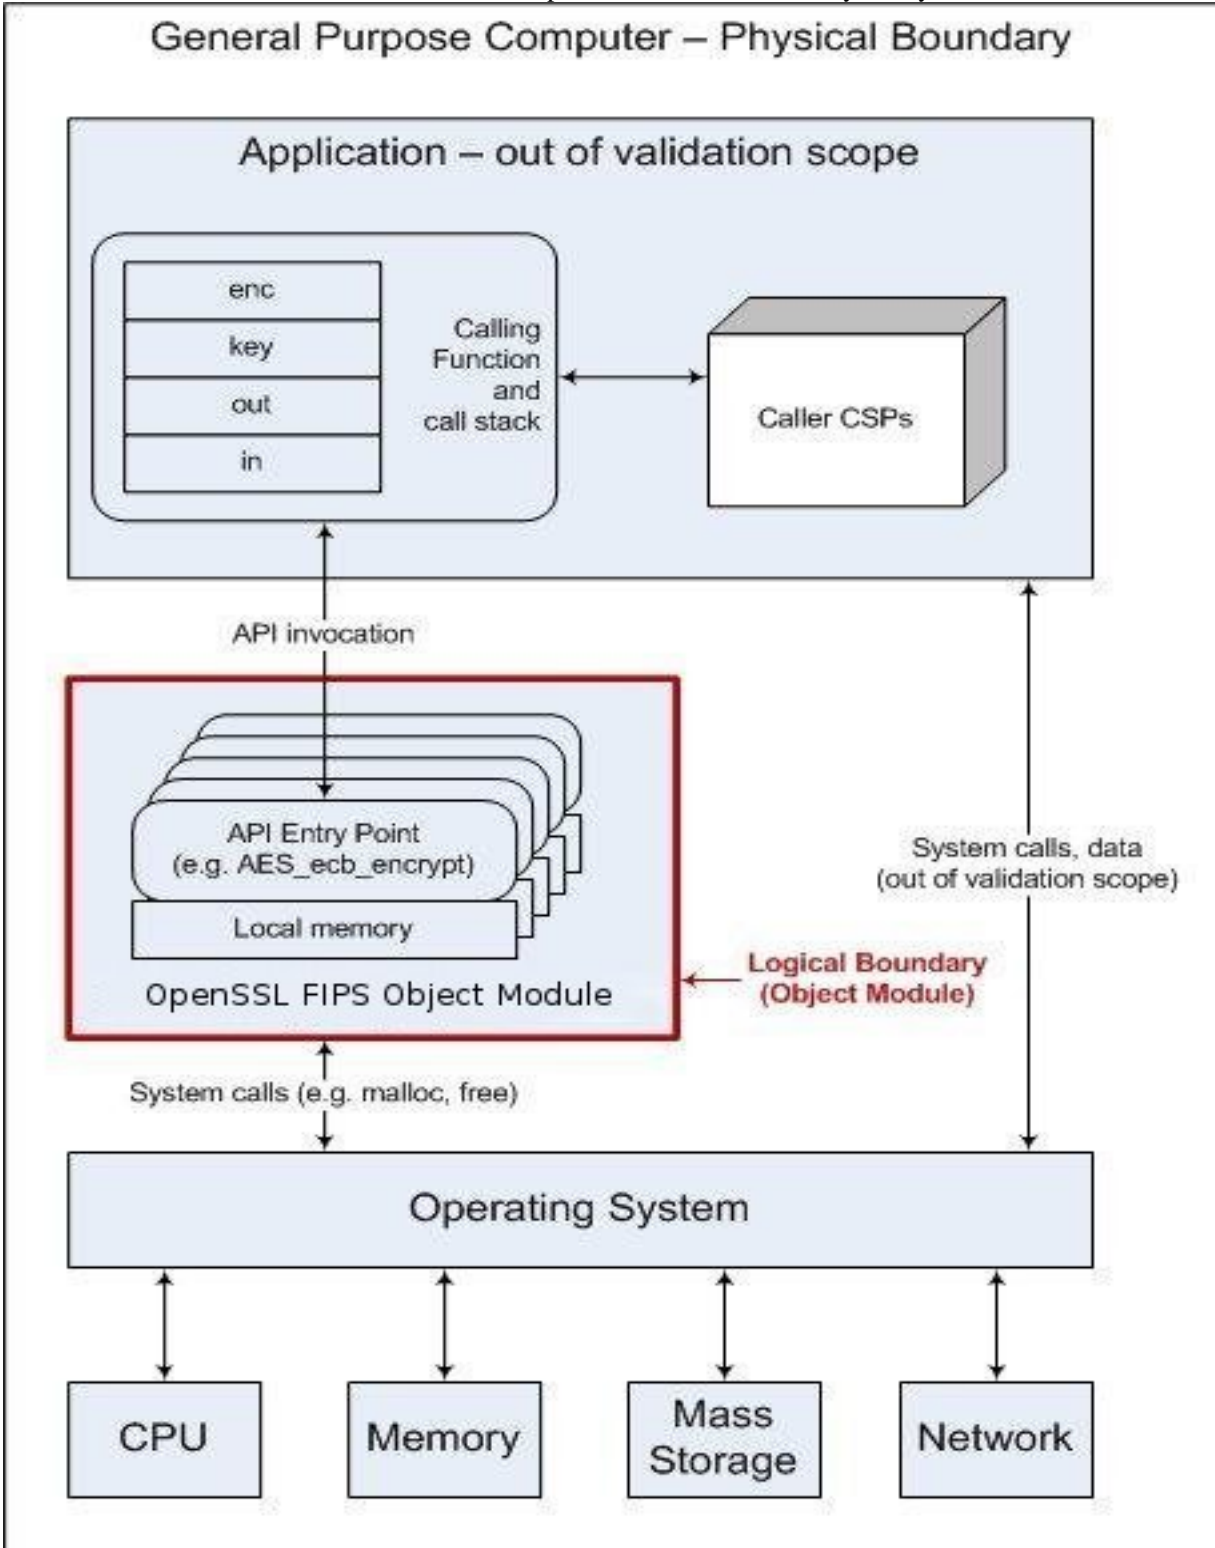 General Purpose Computer – Physical Boundary
Application – out of validation scope
enc
key
out
in
Calling
Function
and
call stack
Caller CSPs
API invocation
API Entry Point
(e.g. AES_ecb_encrypt)
Local memory
OpenSSL FIPS Object Module
System calls, data
(out of validation scope)
Logical Boundary
(Object Module)
System calls (e.g. malloc, free)
Operating System
CPU
Memory
Mass
Storage
Network